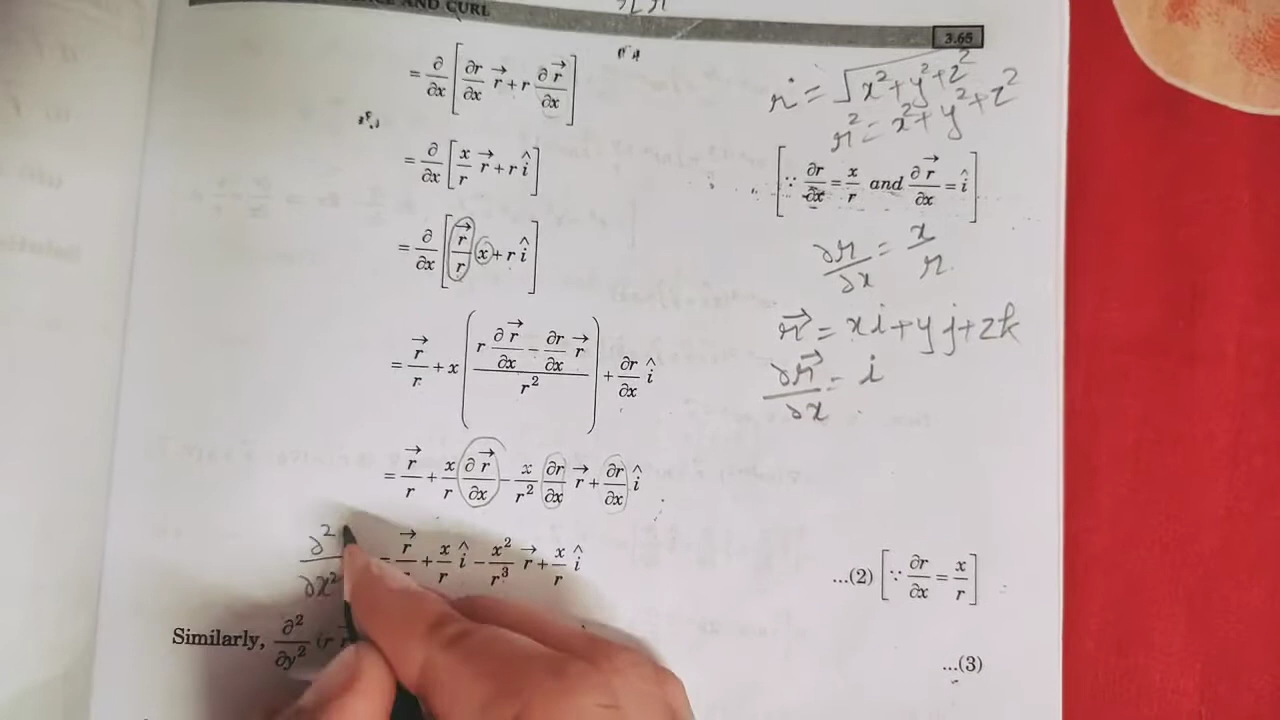 AND CURL
3.65
= ∂/∂x [∂r/∂x r⃗ + r ∂r⃗/∂x]
r = √x²+y²+z²
r² = x²+y²+z²
= ∂/∂x [x/r r⃗ + r î]
[∵ ∂r/∂x = x/r and ∂r⃗/∂x = î]
= ∂/∂x [r⃗/r x + r î]
∂r/∂x = x/r
r⃗ = xi+yj+zk
= r⃗/r + x ((r ∂r⃗/∂x − ∂r/∂x r⃗)/r²) + ∂r/∂x î
∂r⃗/∂x = i
= r⃗/r + x/r ∂r⃗/∂x − x/r² ∂r/∂x r⃗ + ∂r/∂x î
∂²/∂x² = r⃗/r + x/r î − x²/r³ r⃗ + x/r î ...(2) [∵ ∂r/∂x = x/r]
Similarly, ∂²/∂y² (r r⃗ ...(3)